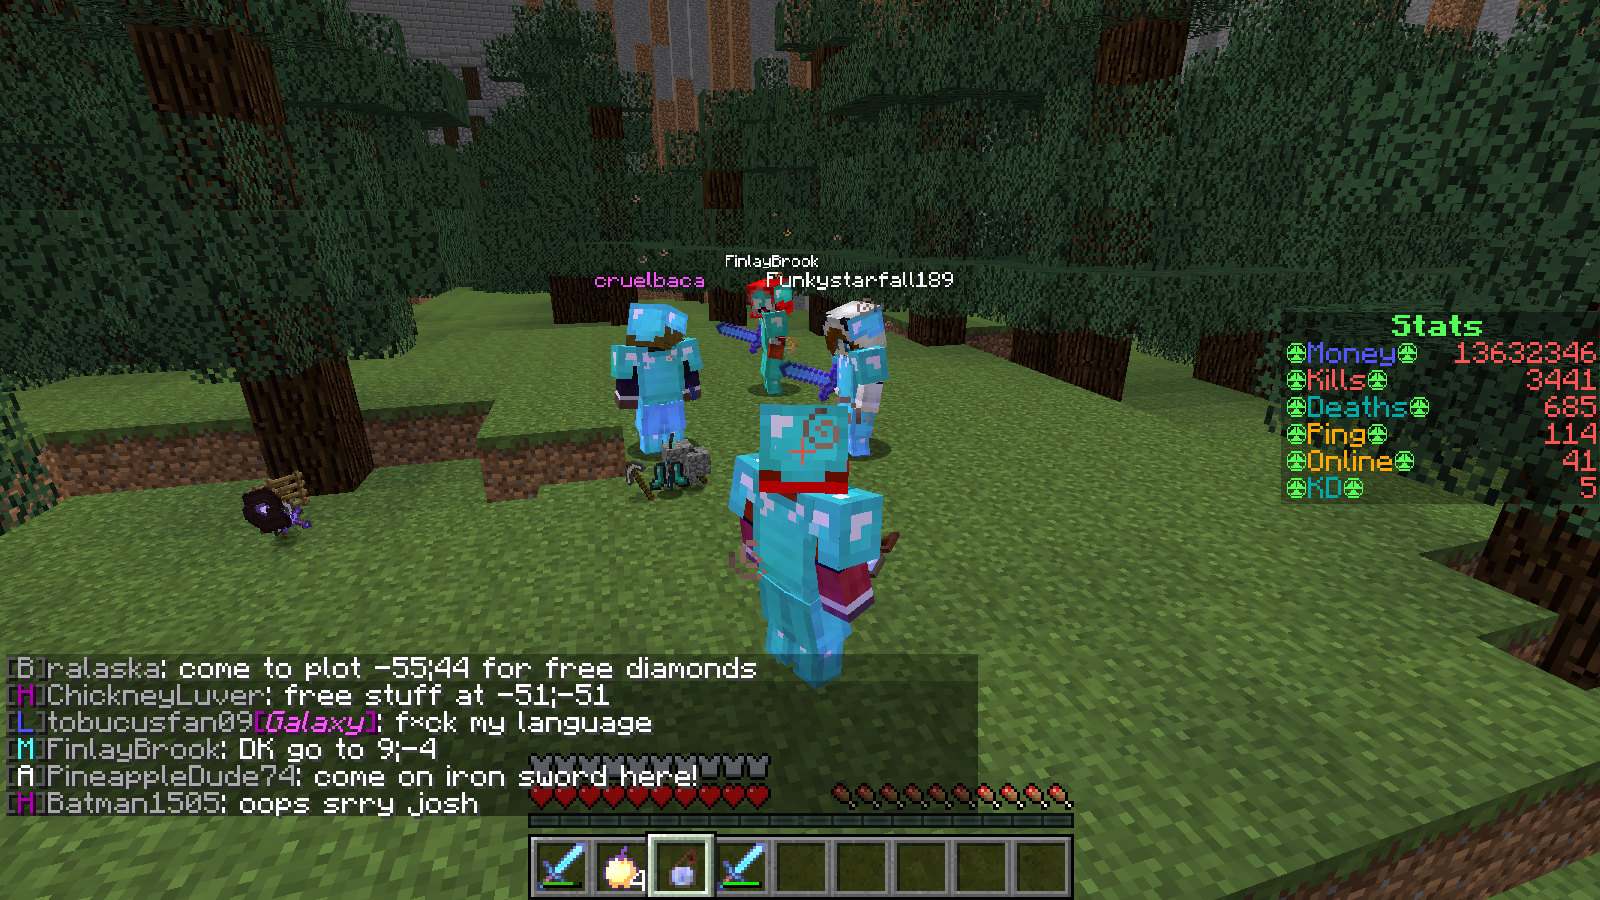 FinlayBrook
cruelbaca
Funkystarfall189
Stats
Money 13632346
Kills 3441
Deaths 685
Ping 114
Online 41
KD 5
[B]ralaska: come to plot -55;44 for free diamonds
[H]ChickneyLuver: free stuff at -51;-51
[L]tobucusfan09[Galaxy]: f*ck my language
[M]FinlayBrook: DK go to 9;-4
[A]PineappleDude74: come on iron sword here!
[H]Batman1505: oops srry josh
4